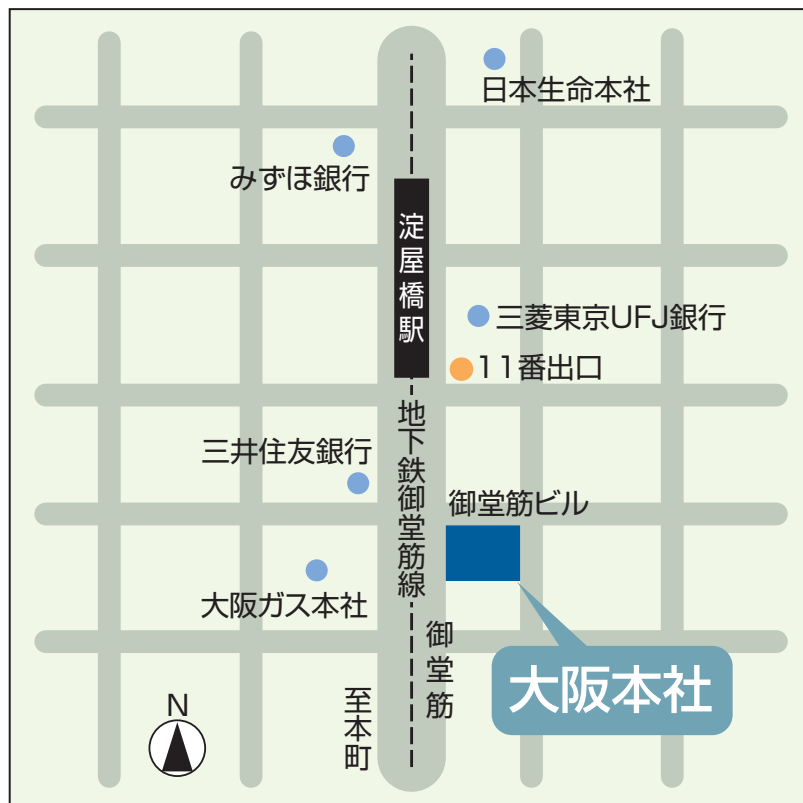 日本生命本社
みずほ銀行
淀屋橋駅
三菱東京UFJ銀行
11番出口
地下鉄御堂筋線
三井住友銀行
御堂筋ビル
大阪ガス本社
御堂筋
大阪本社
至本町
N